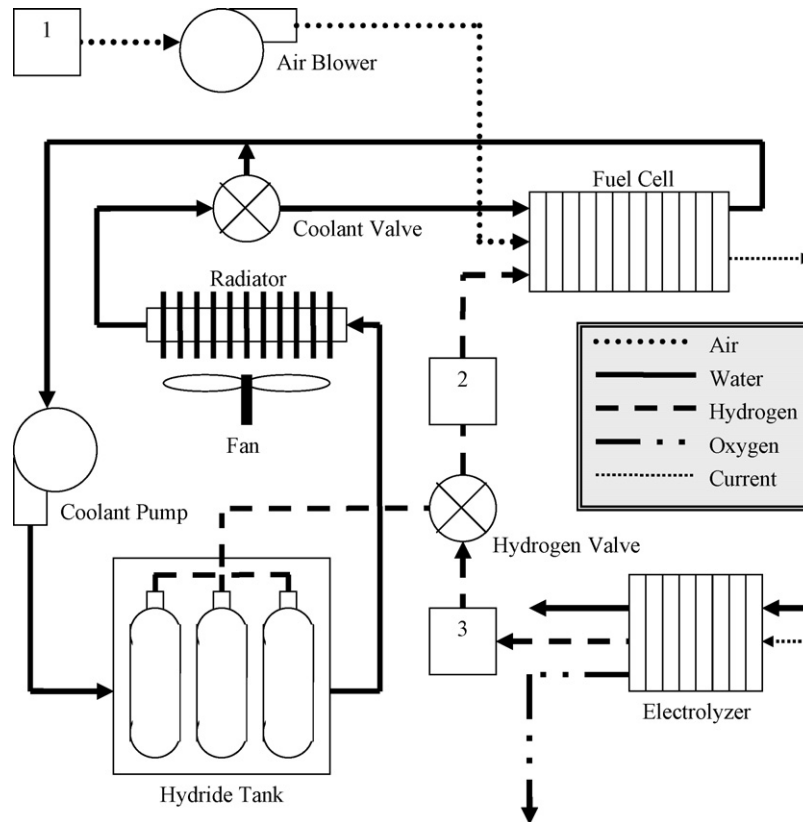 1
Air Blower
Fuel Cell
Coolant Valve
Radiator
Air
Water
Hydrogen
Oxygen
Current
2
Fan
Coolant Pump
Hydrogen Valve
3
Electrolyzer
Hydride Tank